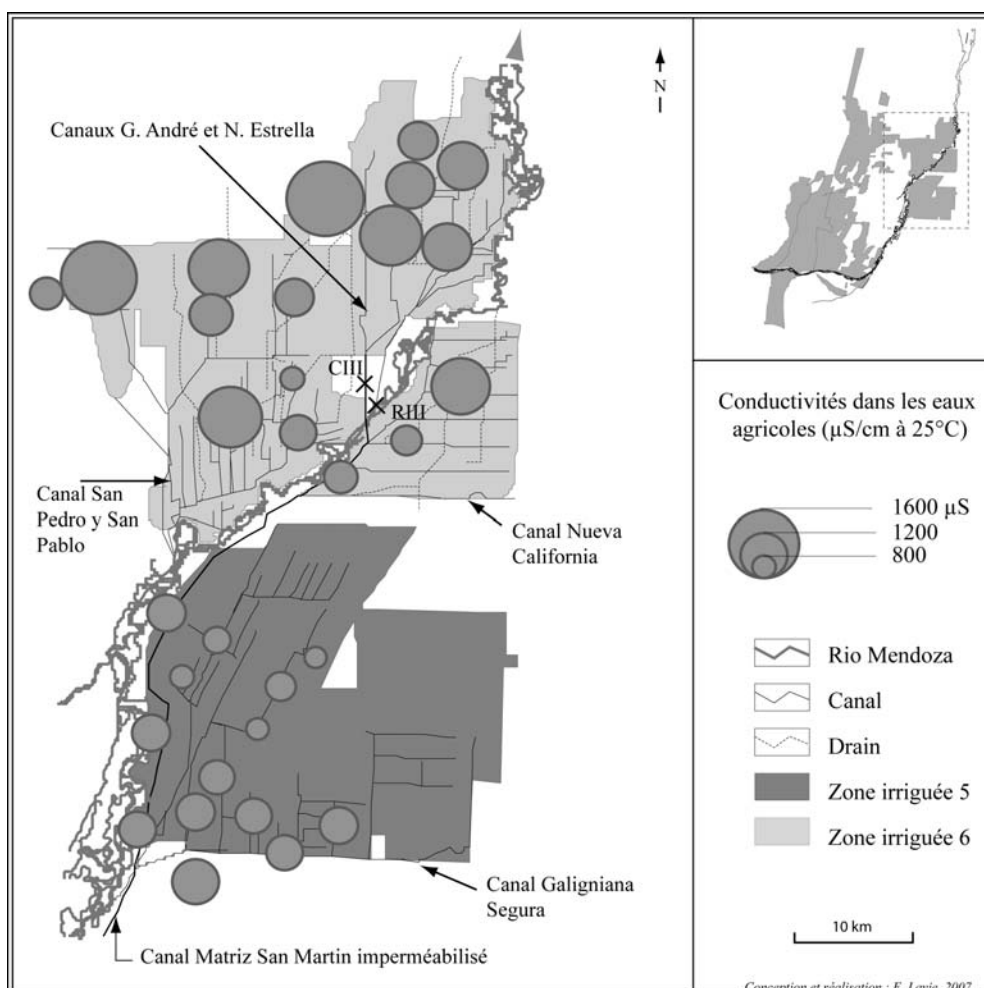 N
Canaux G. André et N. Estrella
CIII
RIII
Canal San
Pedro y San
Pablo
Canal Nueva
California
Canal Galigniana
Segura
Canal Matriz San Martin imperméabilisé
Conductivités dans les eaux
agricoles (µS/cm à 25°C)
1600 µS
1200
800
Rio Mendoza
Canal
Drain
Zone irriguée 5
Zone irriguée 6
10 km
Conception et réalisation : E. Lavie, 2007